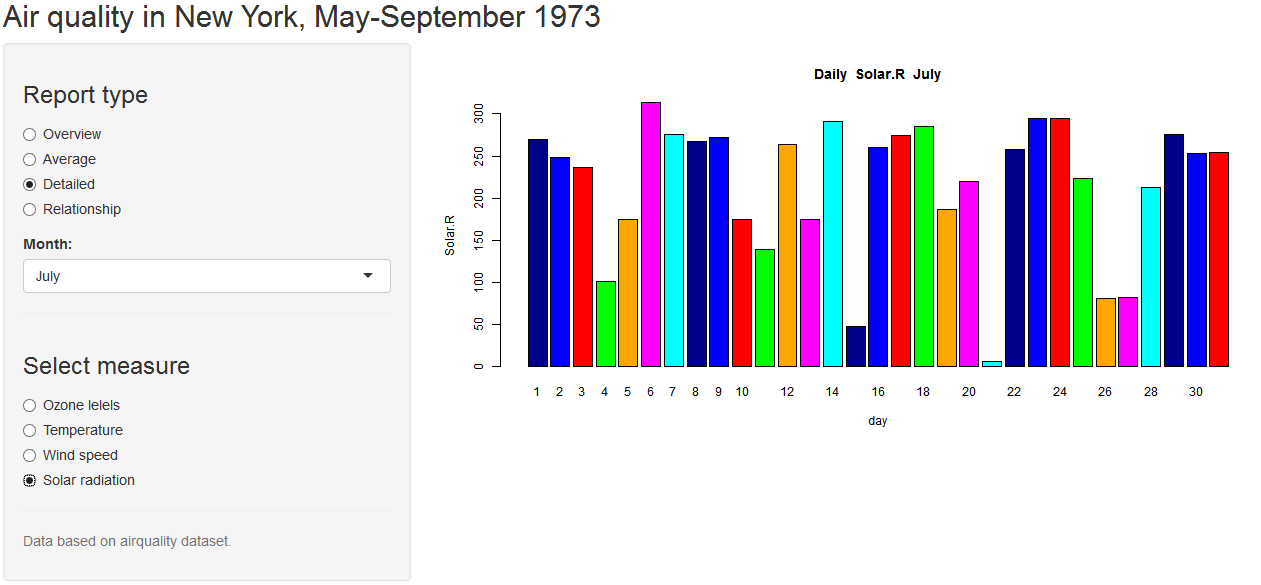 Air quality in New York, May-September 1973
Report type
Overview
Average
Detailed
Relationship
Month:
July
Select measure
Ozone lelels
Temperature
Wind speed
Solar radiation
Data based on airquality dataset.
Daily Solar.R July
Solar.R
300
250
200
150
100
50
0
1 2 3 4 5 6 7 8 9 10 12 14 16 18 20 22 24 26 28 30
day